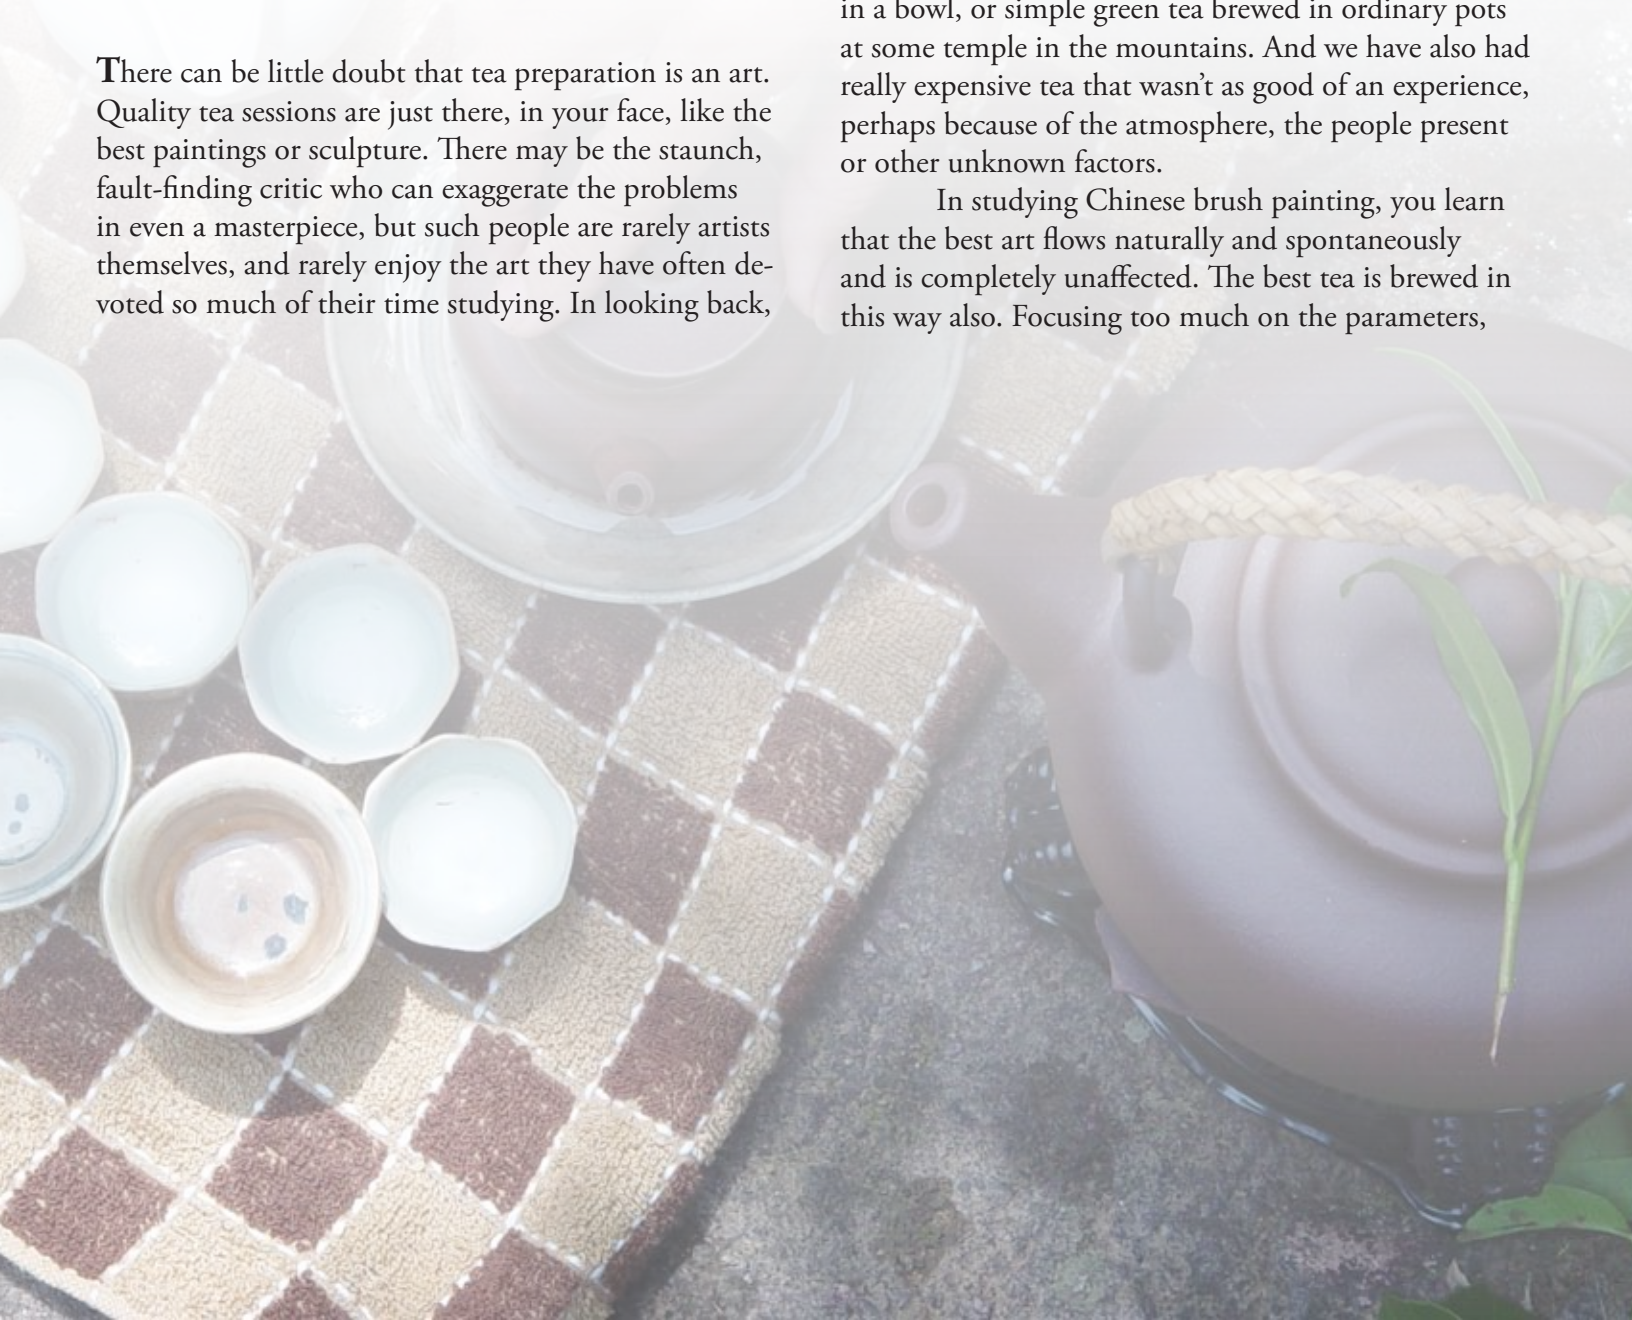 There can be little doubt that tea preparation is an art.
Quality tea sessions are just there, in your face, like the
best paintings or sculpture. There may be the staunch,
fault-finding critic who can exaggerate the problems
in even a masterpiece, but such people are rarely artists
themselves, and rarely enjoy the art they have often de-
voted so much of their time studying. In looking back,
in a bowl, or simple green tea brewed in ordinary pots
at some temple in the mountains. And we have also had
really expensive tea that wasn’t as good of an experience,
perhaps because of the atmosphere, the people present
or other unknown factors.
In studying Chinese brush painting, you learn
that the best art flows naturally and spontaneously
and is completely unaffected. The best tea is brewed in
this way also. Focusing too much on the parameters,